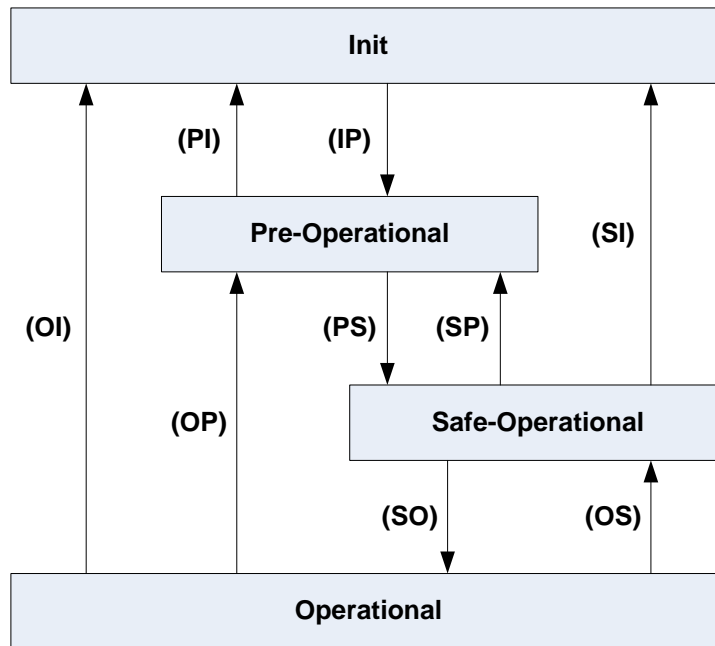 Init
(PI)
(IP)
Pre-Operational
(SI)
(OI)
(PS)
(SP)
(OP)
Safe-Operational
(SO)
(OS)
Operational